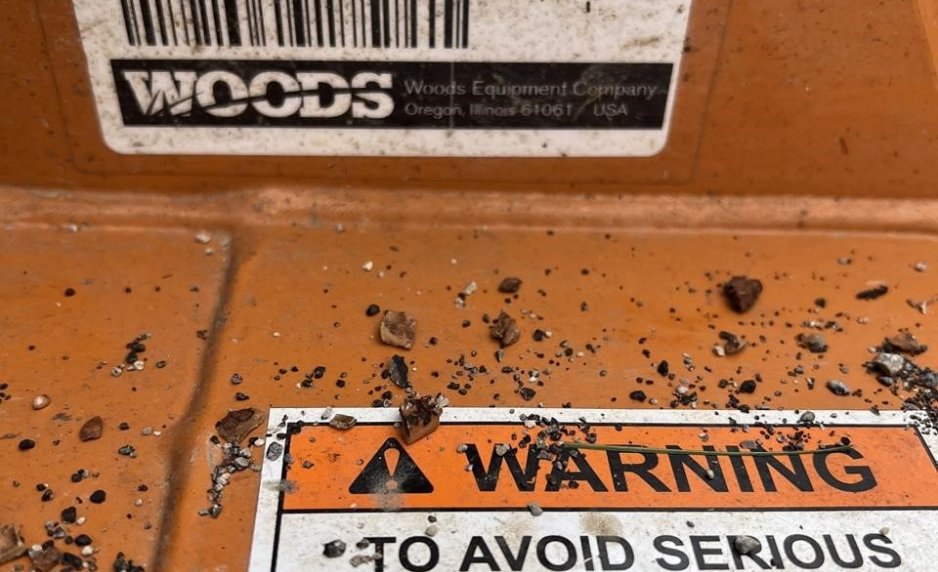 WOODS Woods Equipment Company
Oregon, Illinois 61061 / USA
WARNING
TO AVOID SERIOUS